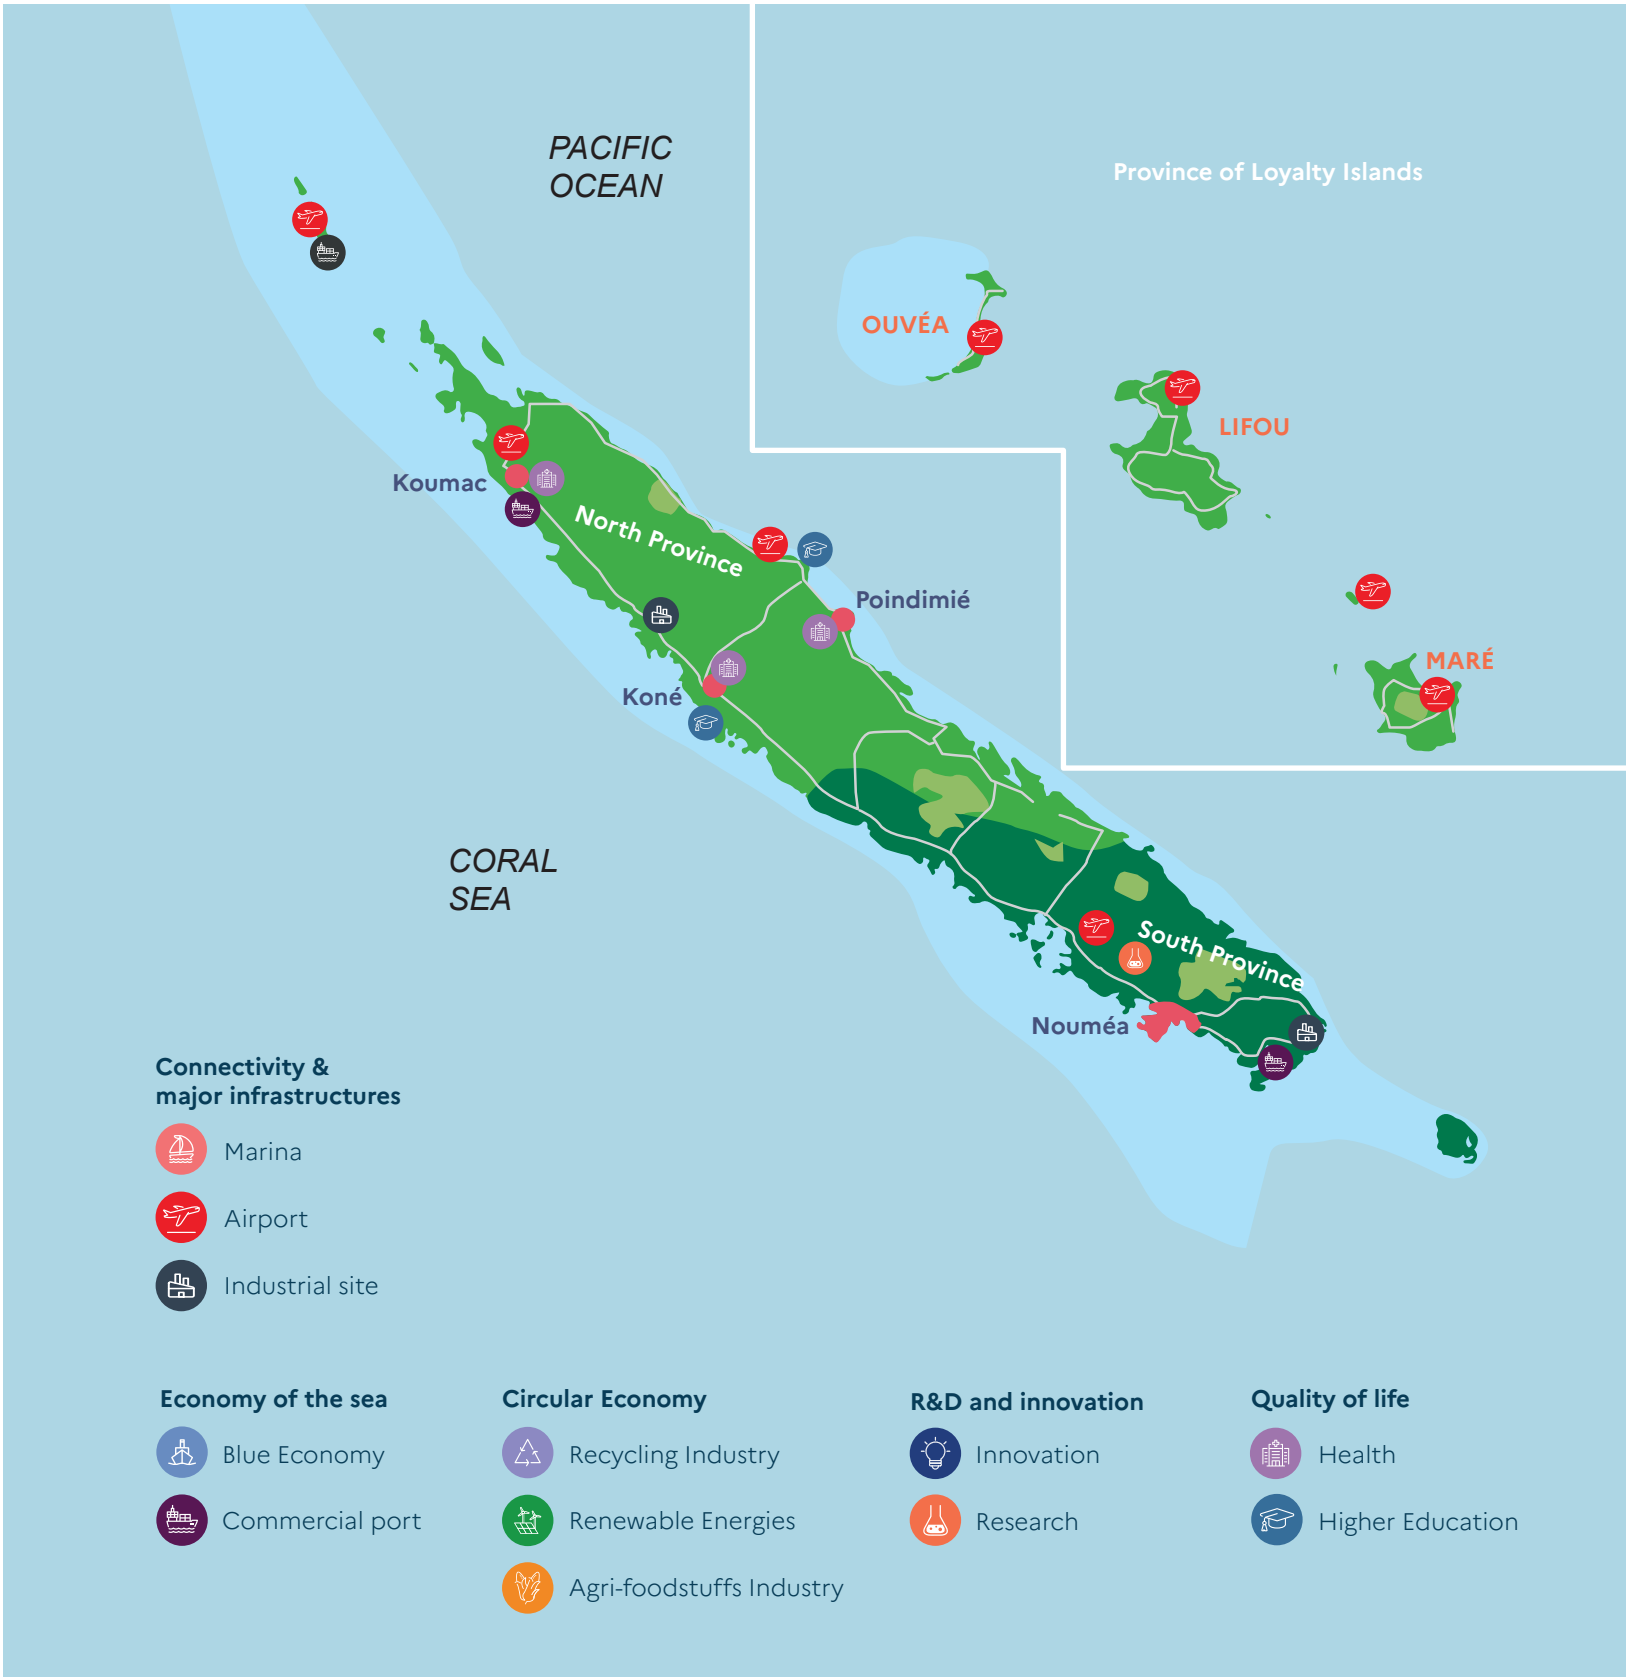 PACIFIC
OCEAN
Province of Loyalty Islands
OUVÉA
LIFOU
Koumac
North Province
Poindimié
MARÉ
Koné
CORAL
SEA
South Province
Nouméa
Connectivity &
major infrastructures
Marina
Airport
Industrial site
Economy of the sea
Blue Economy
Commercial port
Circular Economy
Recycling Industry
Renewable Energies
Agri-foodstuffs Industry
R&D and innovation
Innovation
Research
Quality of life
Health
Higher Education